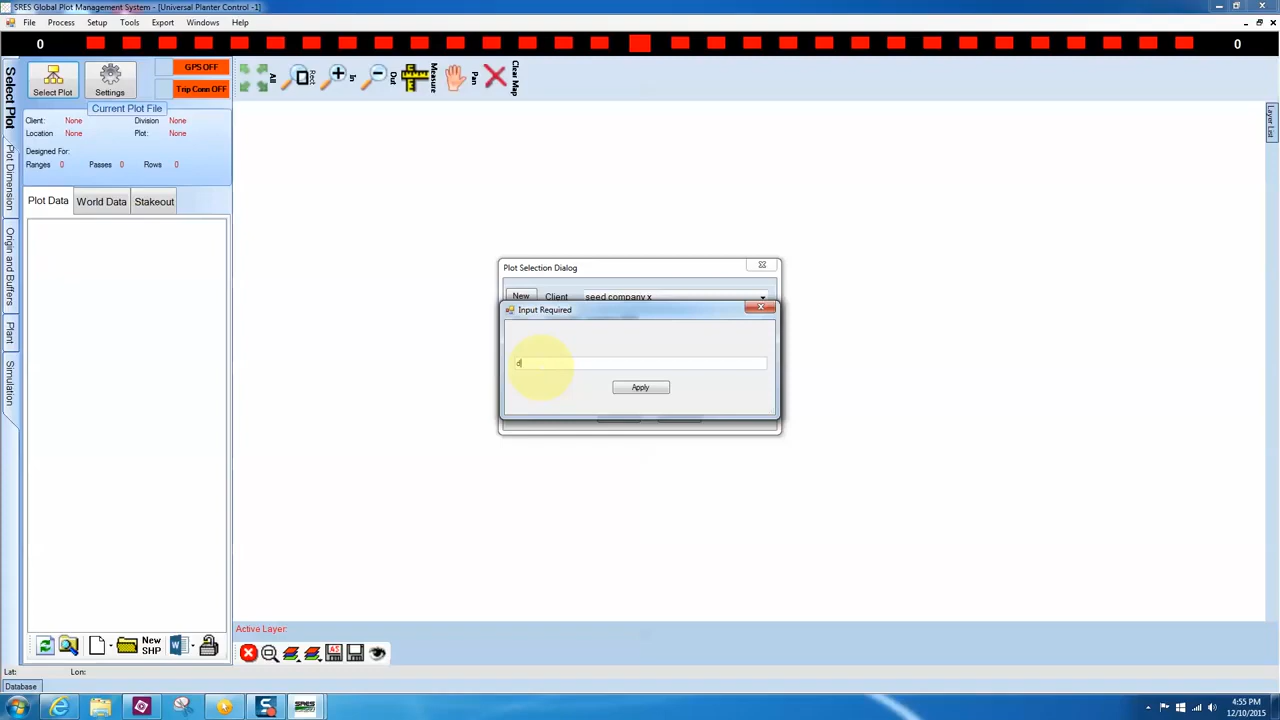 SRES Global Plot Management System - [Universal Planter Control -1]
File Process Setup Tools Export Windows Help
0 0
Select Plot
Plot Dimension
Origin and Buffers
Plant
Simulation
Select Plot
Settings
GPS OFF
Trip Conn OFF
All
Rect
In
Out
Measure
Pan
Clear Map
Layer List
Current Plot File
Client: None Division None
Location None Plot: None
Designed For:
Ranges 0 Passes 0 Rows 0
Plot Data World Data Stakeout
Plot Selection Dialog
New Client seed company x
Input Required
d
Apply
New SHP
Active Layer:
Lat: Lon:
Database
4:55 PM
12/10/2015